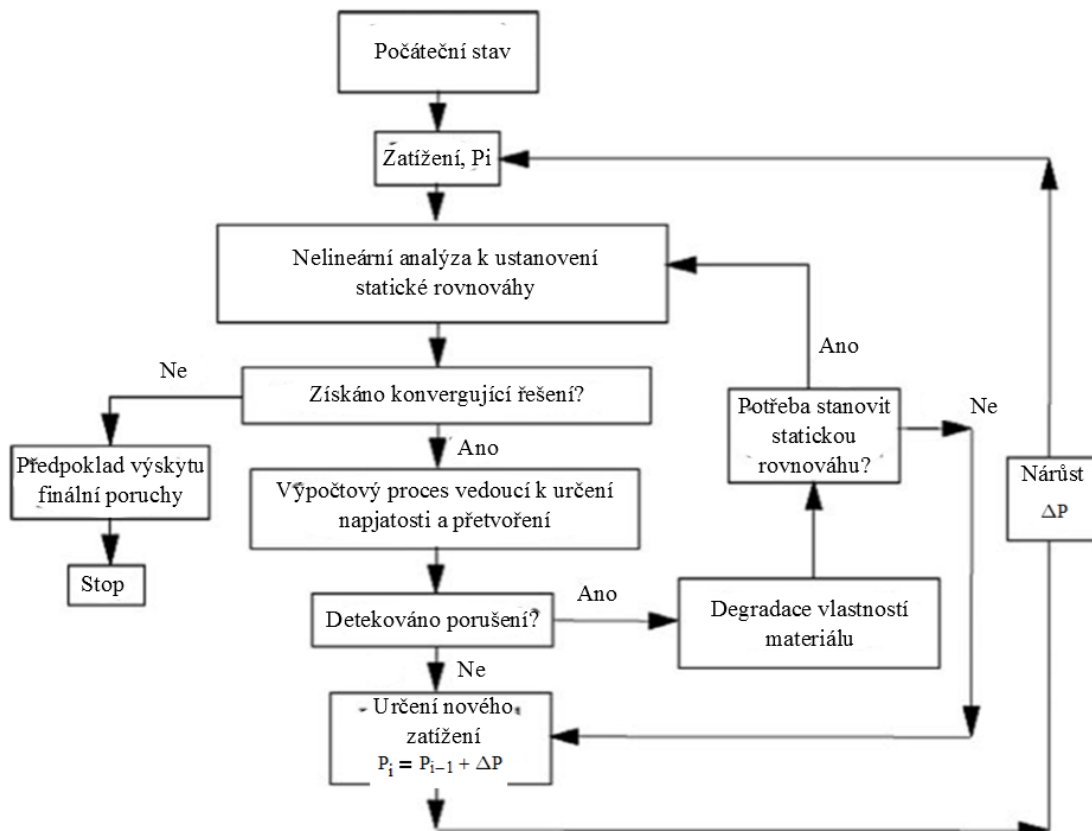 Počáteční stav
Zatížení, Pi
Nelineární analýza k ustanovení
statické rovnováhy
Ano
Ne
Získáno konvergující řešení?
Potřeba stanovit
statickou
rovnováhu?
Ne
Ano
Předpoklad výskytu
finální poruchy
Výpočtový proces vedoucí k určení
napjatosti a přetvoření
Nárůst
ΔP
Stop
Detekováno porušení?
Ano
Degradace vlastností
materiálu
Ne
Určení nového
zatížení
P_i = P_{i-1} + ΔP